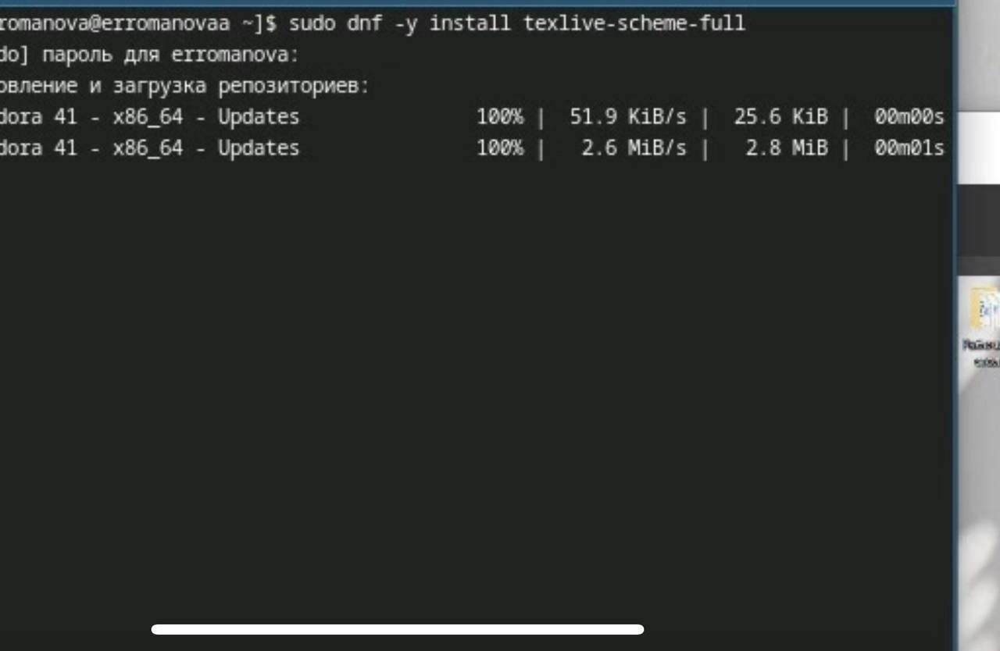 romanova@erromanovaa ~]$ sudo dnf -y install texlive-scheme-full
do] пароль для erromanova:
овление и загрузка репозиториев:
dora 41 - x86_64 - Updates 100% | 51.9 KiB/s | 25.6 KiB | 00m00s
dora 41 - x86_64 - Updates 100% | 2.6 MiB/s | 2.8 MiB | 00m01s